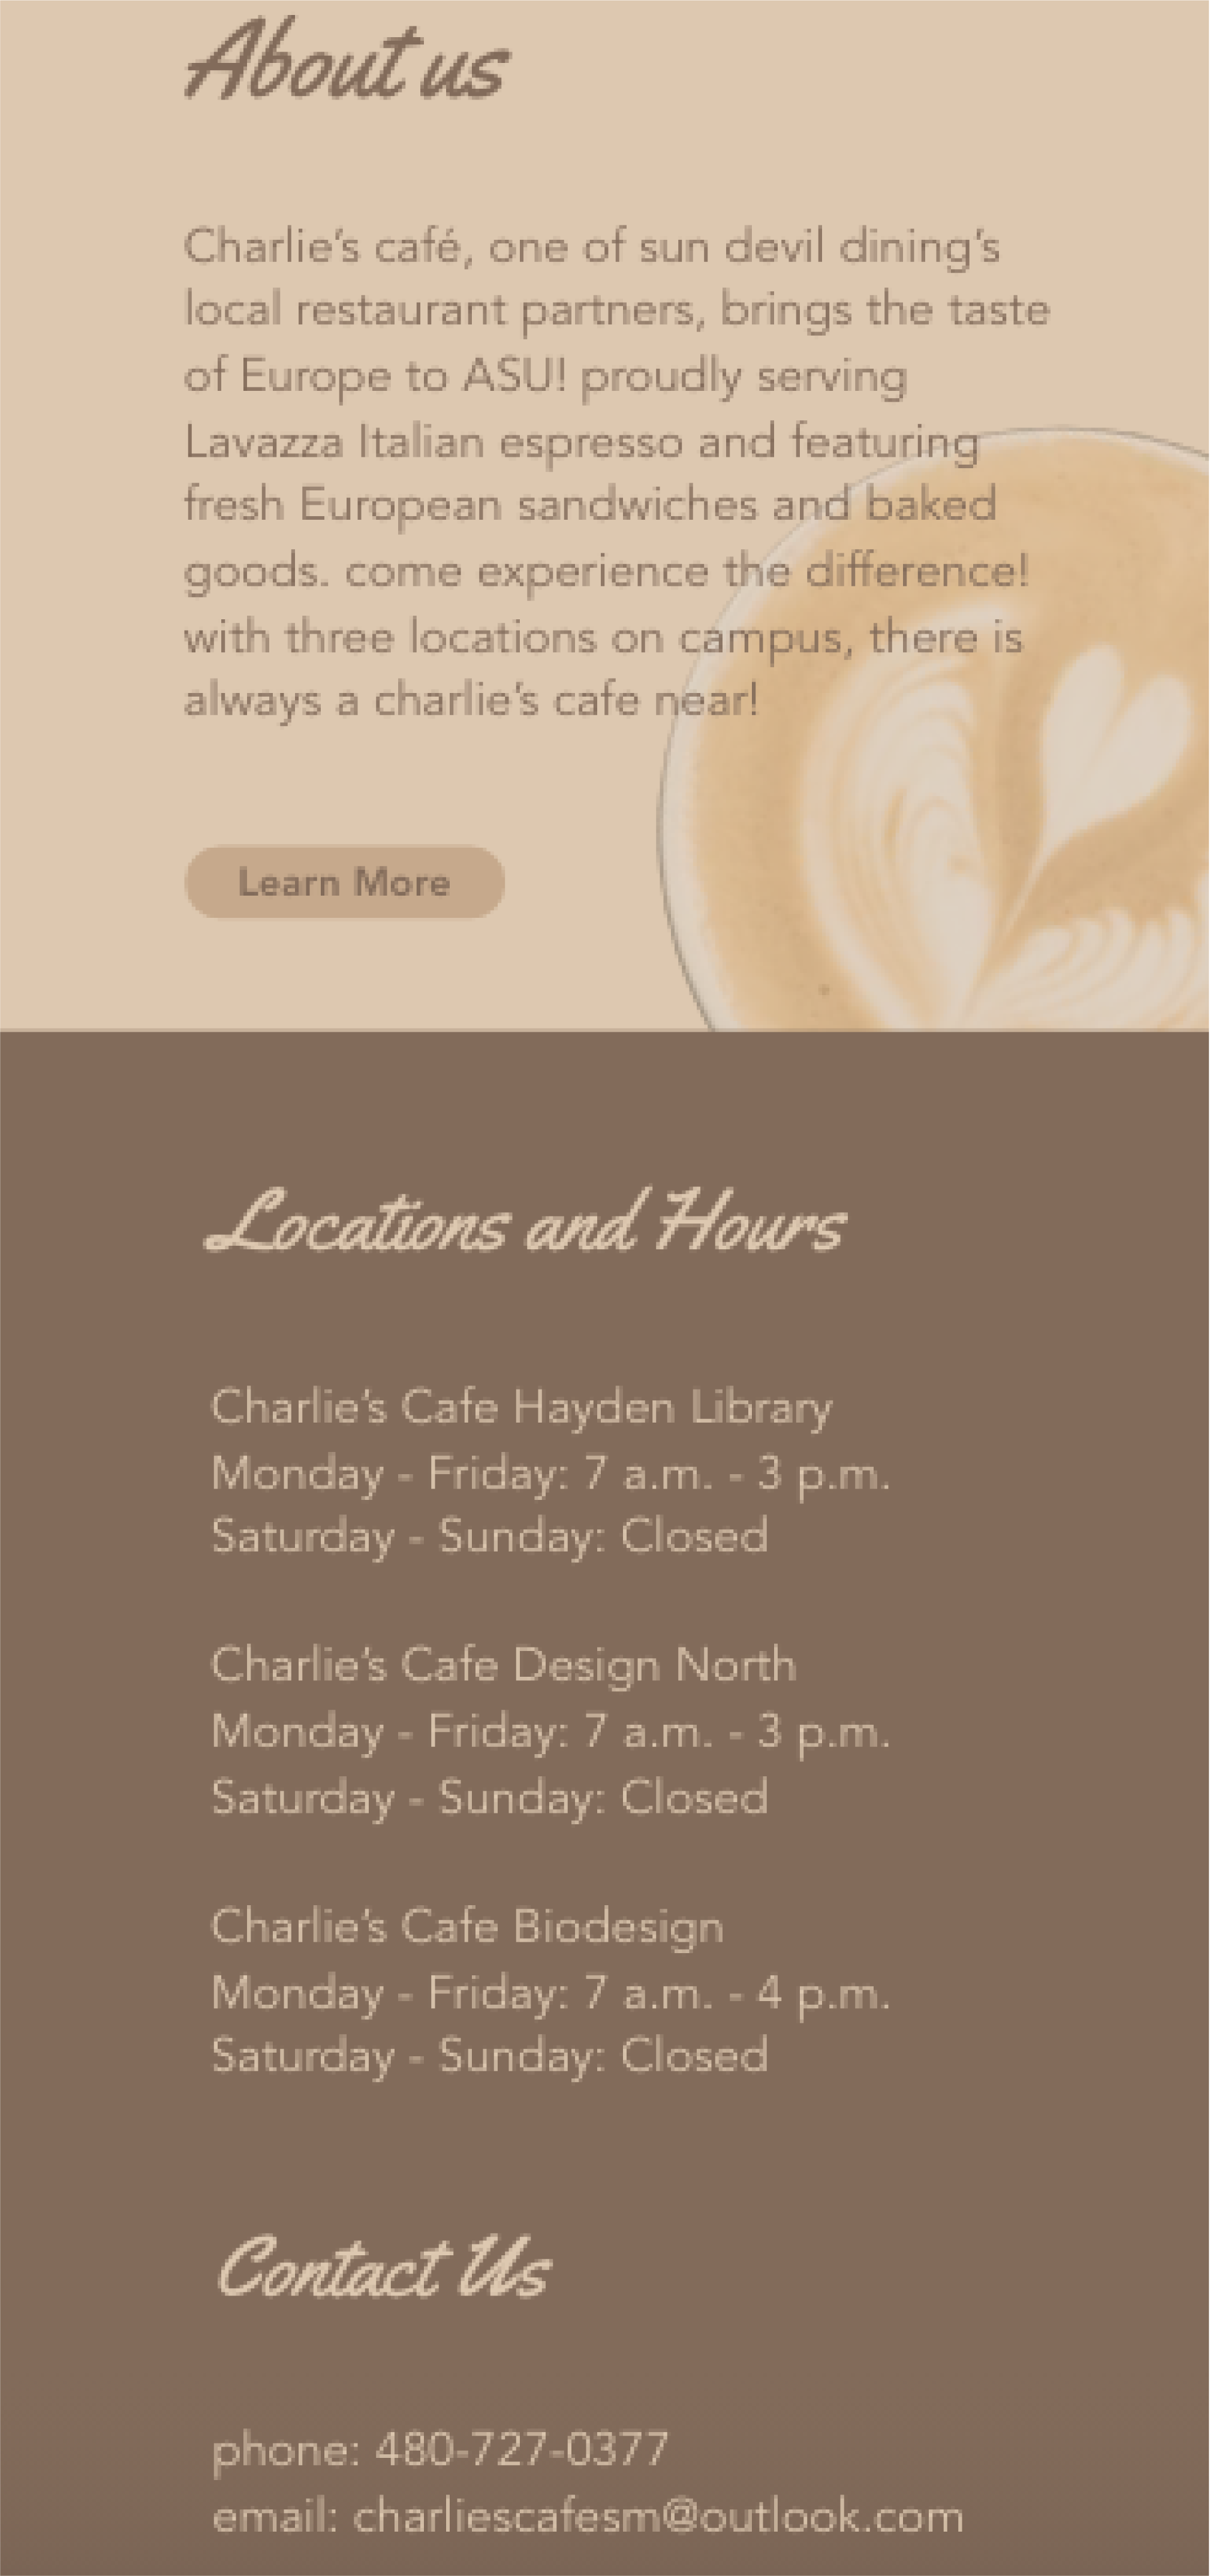 About us
Charlie’s café, one of sun devil dining’s
local restaurant partners, brings the taste
of Europe to ASU! proudly serving
Lavazza Italian espresso and featuring
fresh European sandwiches and baked
goods. come experience the difference!
with three locations on campus, there is
always a charlie’s cafe near!
Learn More
Locations and Hours
Charlie’s Cafe Hayden Library
Monday - Friday: 7 a.m. - 3 p.m.
Saturday - Sunday: Closed
Charlie’s Cafe Design North
Monday - Friday: 7 a.m. - 3 p.m.
Saturday - Sunday: Closed
Charlie’s Cafe Biodesign
Monday - Friday: 7 a.m. - 4 p.m.
Saturday - Sunday: Closed
Contact Us
phone: 480-727-0377
email: charliescafesm@outlook.com